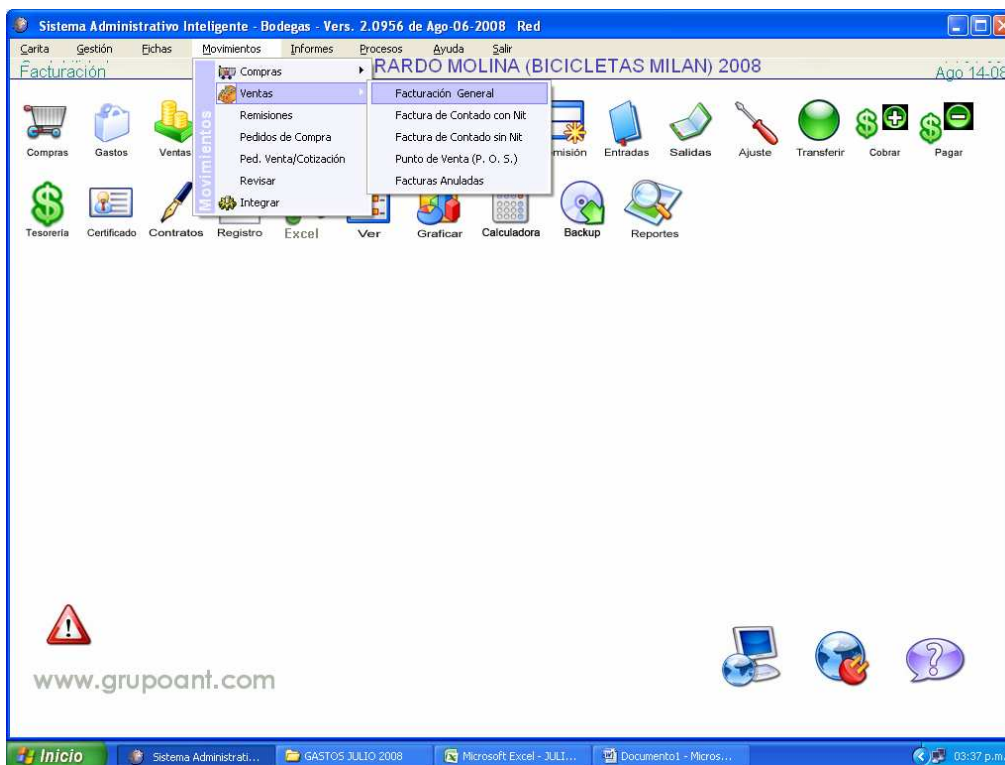 Sistema Administrativo Inteligente - Bodegas - Vers. 2.0956 de Ago-06-2008 Red
Carita Gestión Fichas Movimientos Informes Procesos Ayuda Salir
Facturación RARDO MOLINA (BICICLETAS MILAN) 2008 Ago 14-08
Movimientos
Compras
Ventas
Remisiones
Pedidos de Compra
Ped. Venta/Cotización
Revisar
Integrar
Facturación General
Factura de Contado con Nit
Factura de Contado sin Nit
Punto de Venta (P. O. S.)
Facturas Anuladas
Compras Gastos Ventas misión Entradas Salidas Ajuste Transferir Cobrar Pagar
Tesorería Certificado Contratos Registro Excel Ver Graficar Calculadora Backup Reportes
www.grupoant.com
Inicio Sistema Administrati... GASTOS JULIO 2008 Microsoft Excel - JULI... Documento1 - Micros... 03:37 p.m.